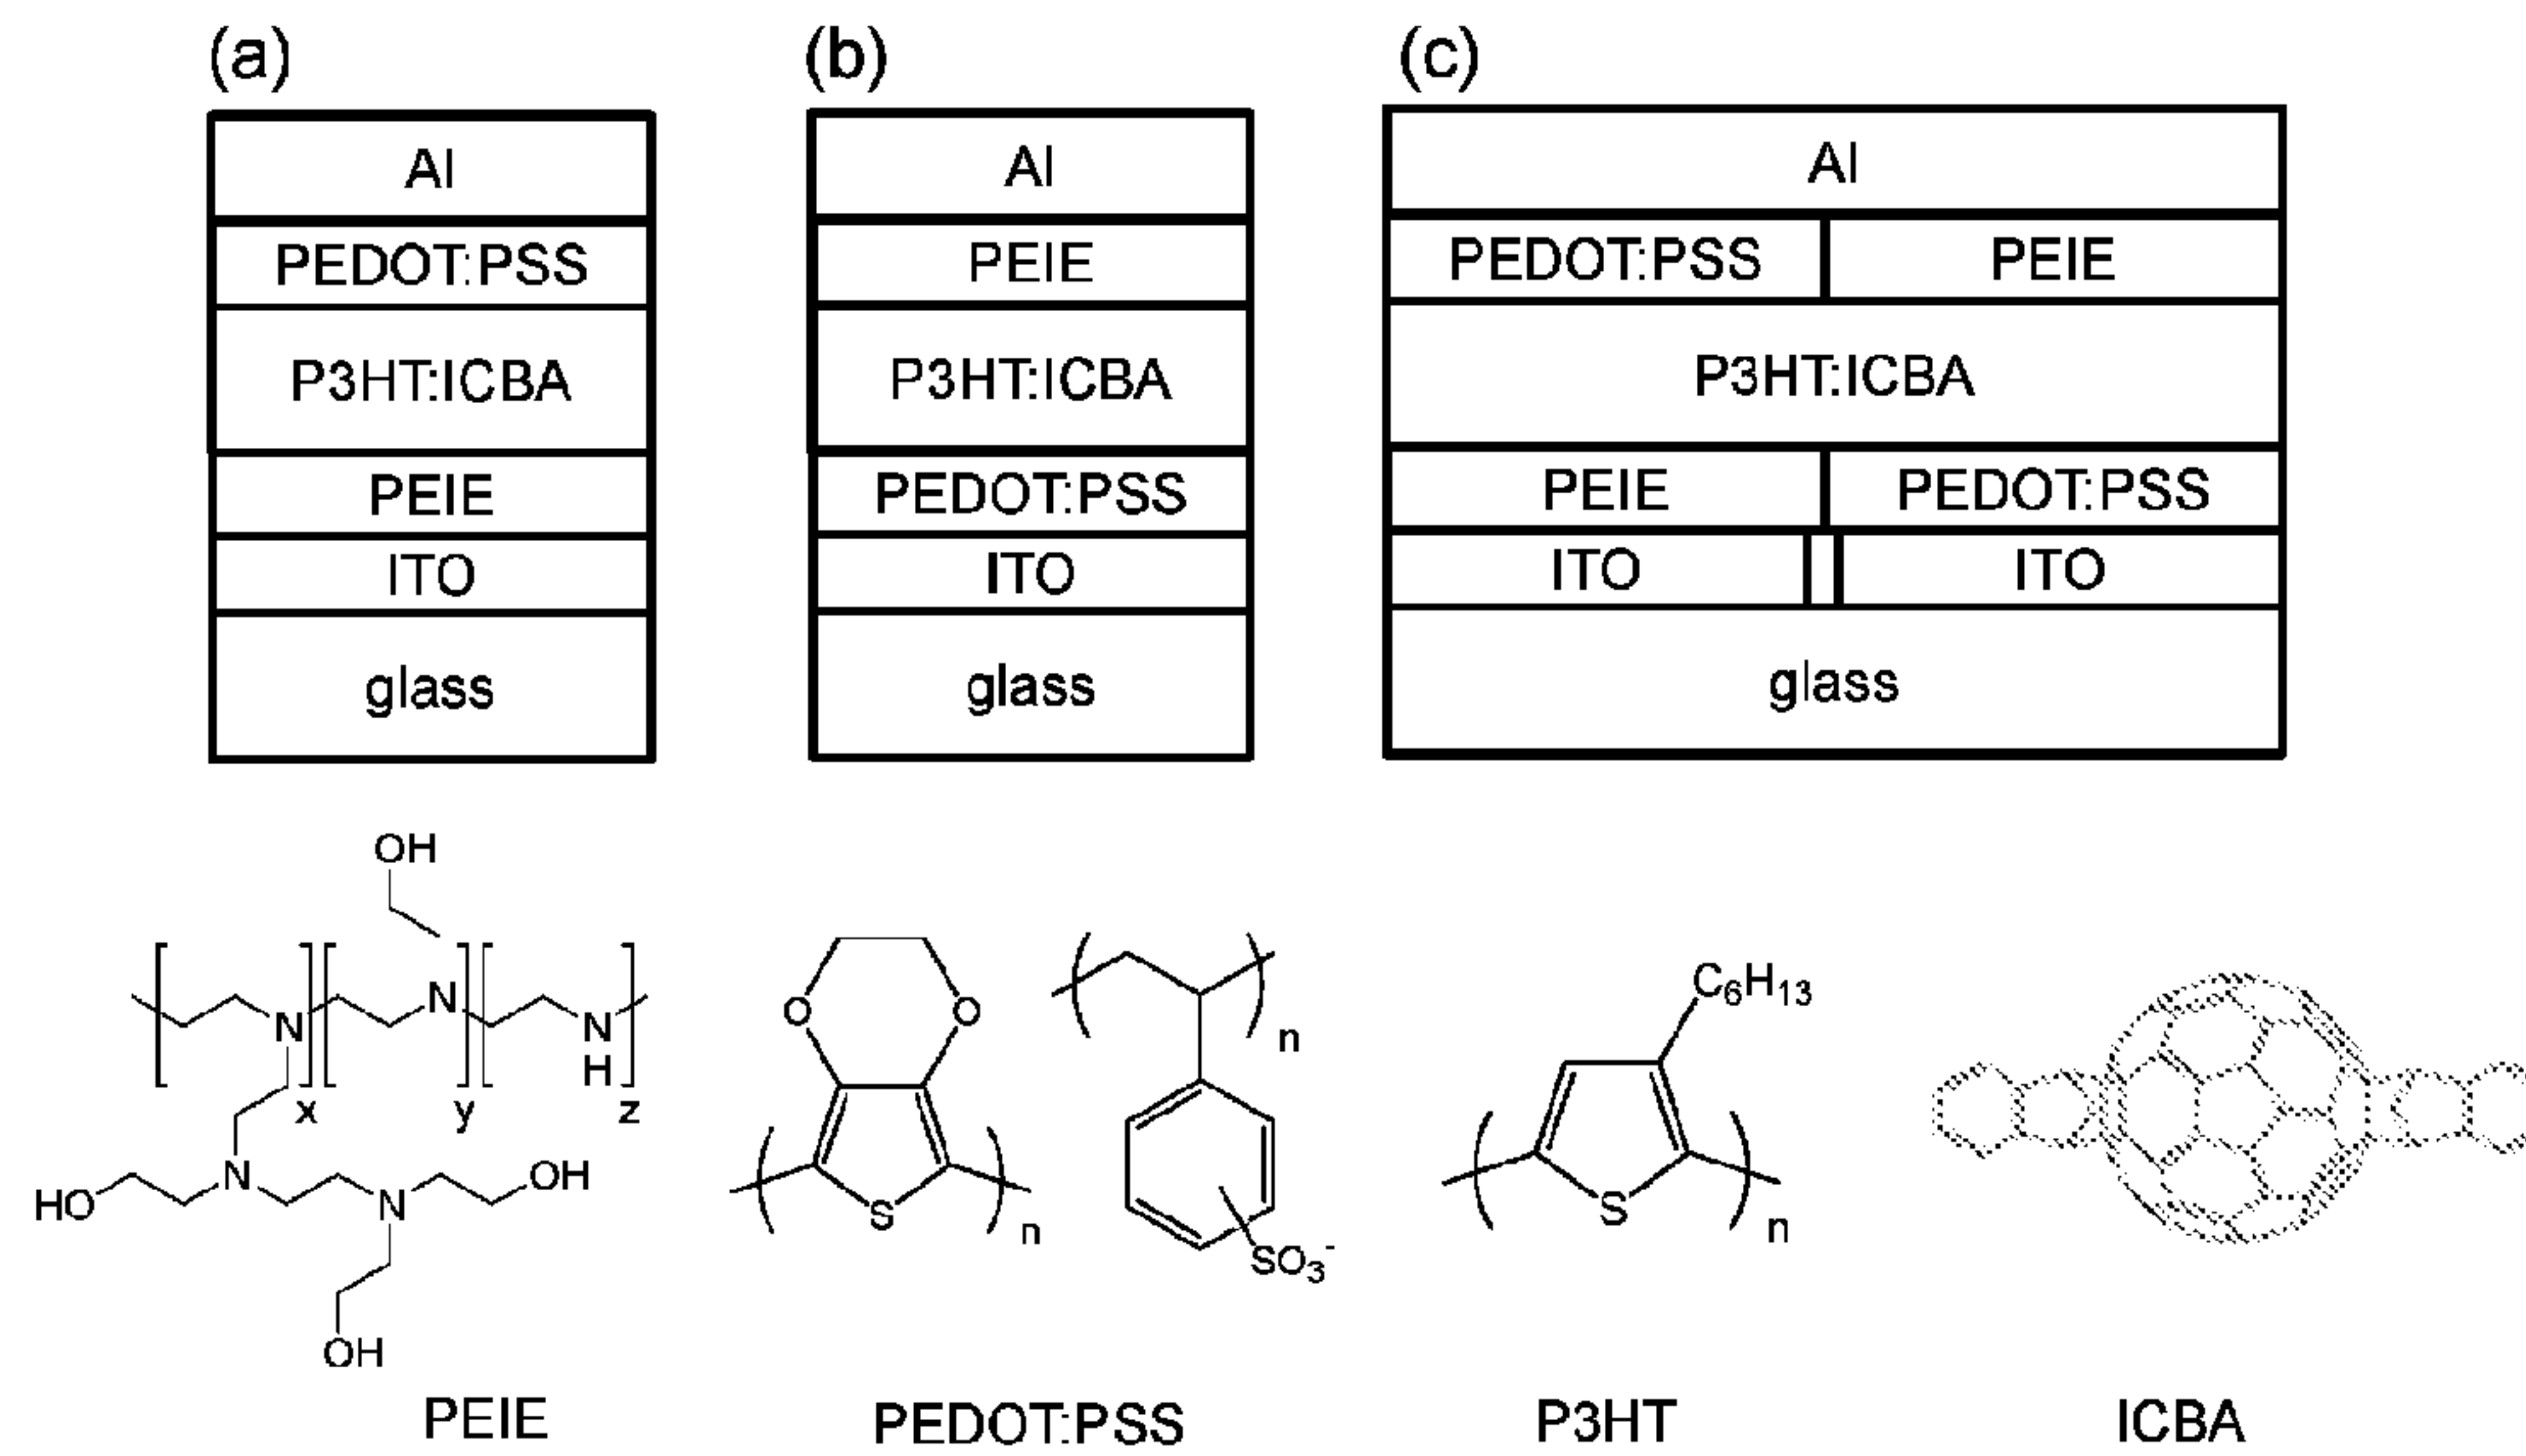 (a) (b) (c)
Al Al Al
PEDOT:PSS PEIE PEDOT:PSS PEIE
P3HT:ICBA P3HT:ICBA P3HT:ICBA
PEIE PEDOT:PSS PEIE PEDOT:PSS
ITO ITO ITO ITO
glass glass glass
OH
N N N
H
x y z
HO N N OH
OH
PEIE
O O
S
n
n
SO₃⁻
PEDOT:PSS
C₆H₁₃
S
n
P3HT
ICBA